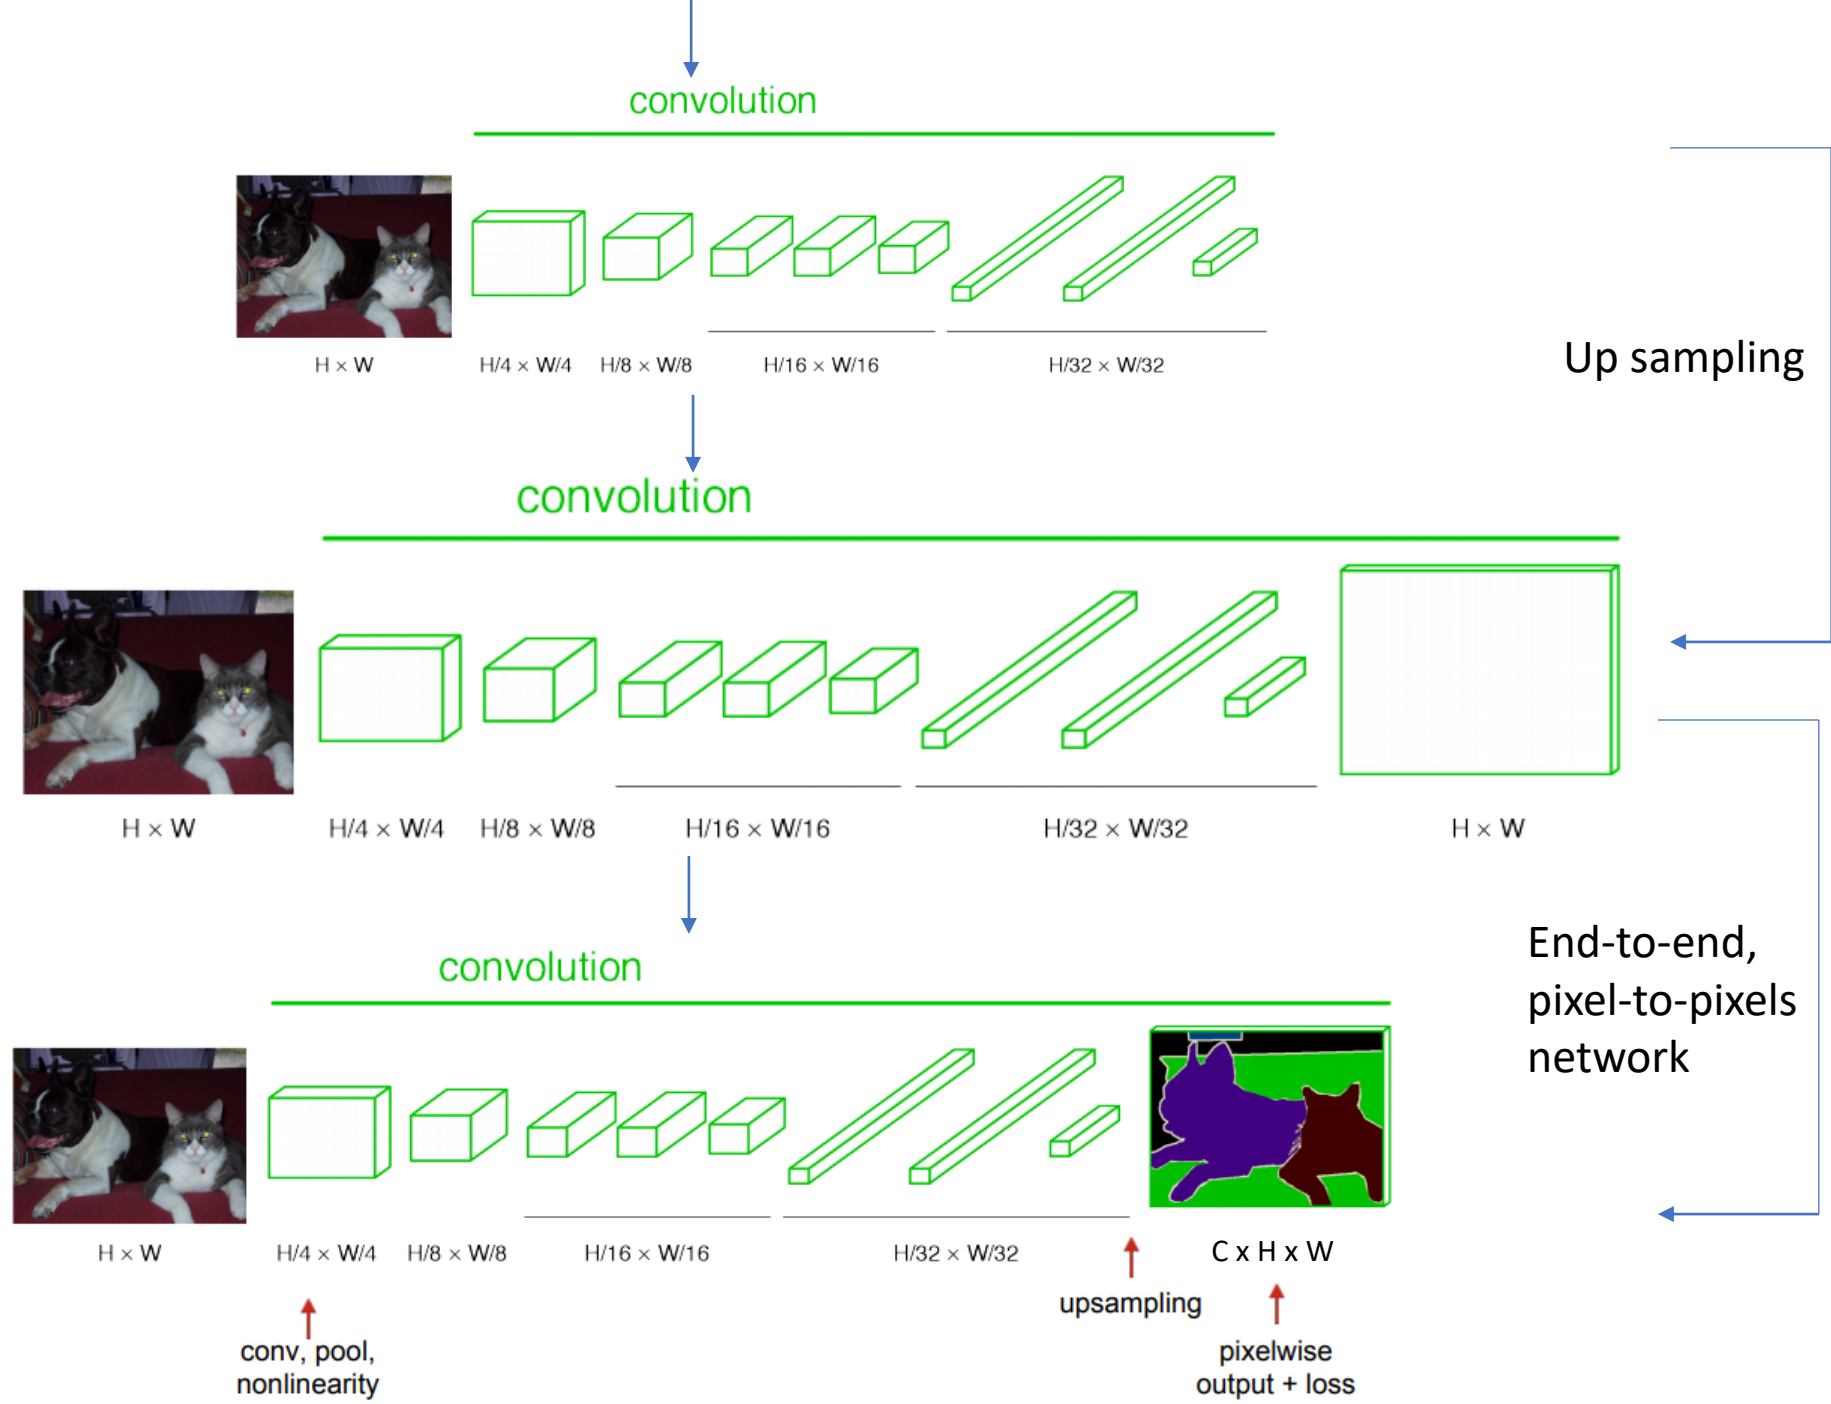 convolution
H × W
H/4 × W/4
H/8 × W/8
H/16 × W/16
H/32 × W/32
Up sampling
convolution
H × W
H/4 × W/4
H/8 × W/8
H/16 × W/16
H/32 × W/32
H × W
End-to-end,
pixel-to-pixels
network
convolution
H × W
H/4 × W/4
H/8 × W/8
H/16 × W/16
H/32 × W/32
C x H x W
upsampling
conv, pool,
nonlinearity
pixelwise
output + loss